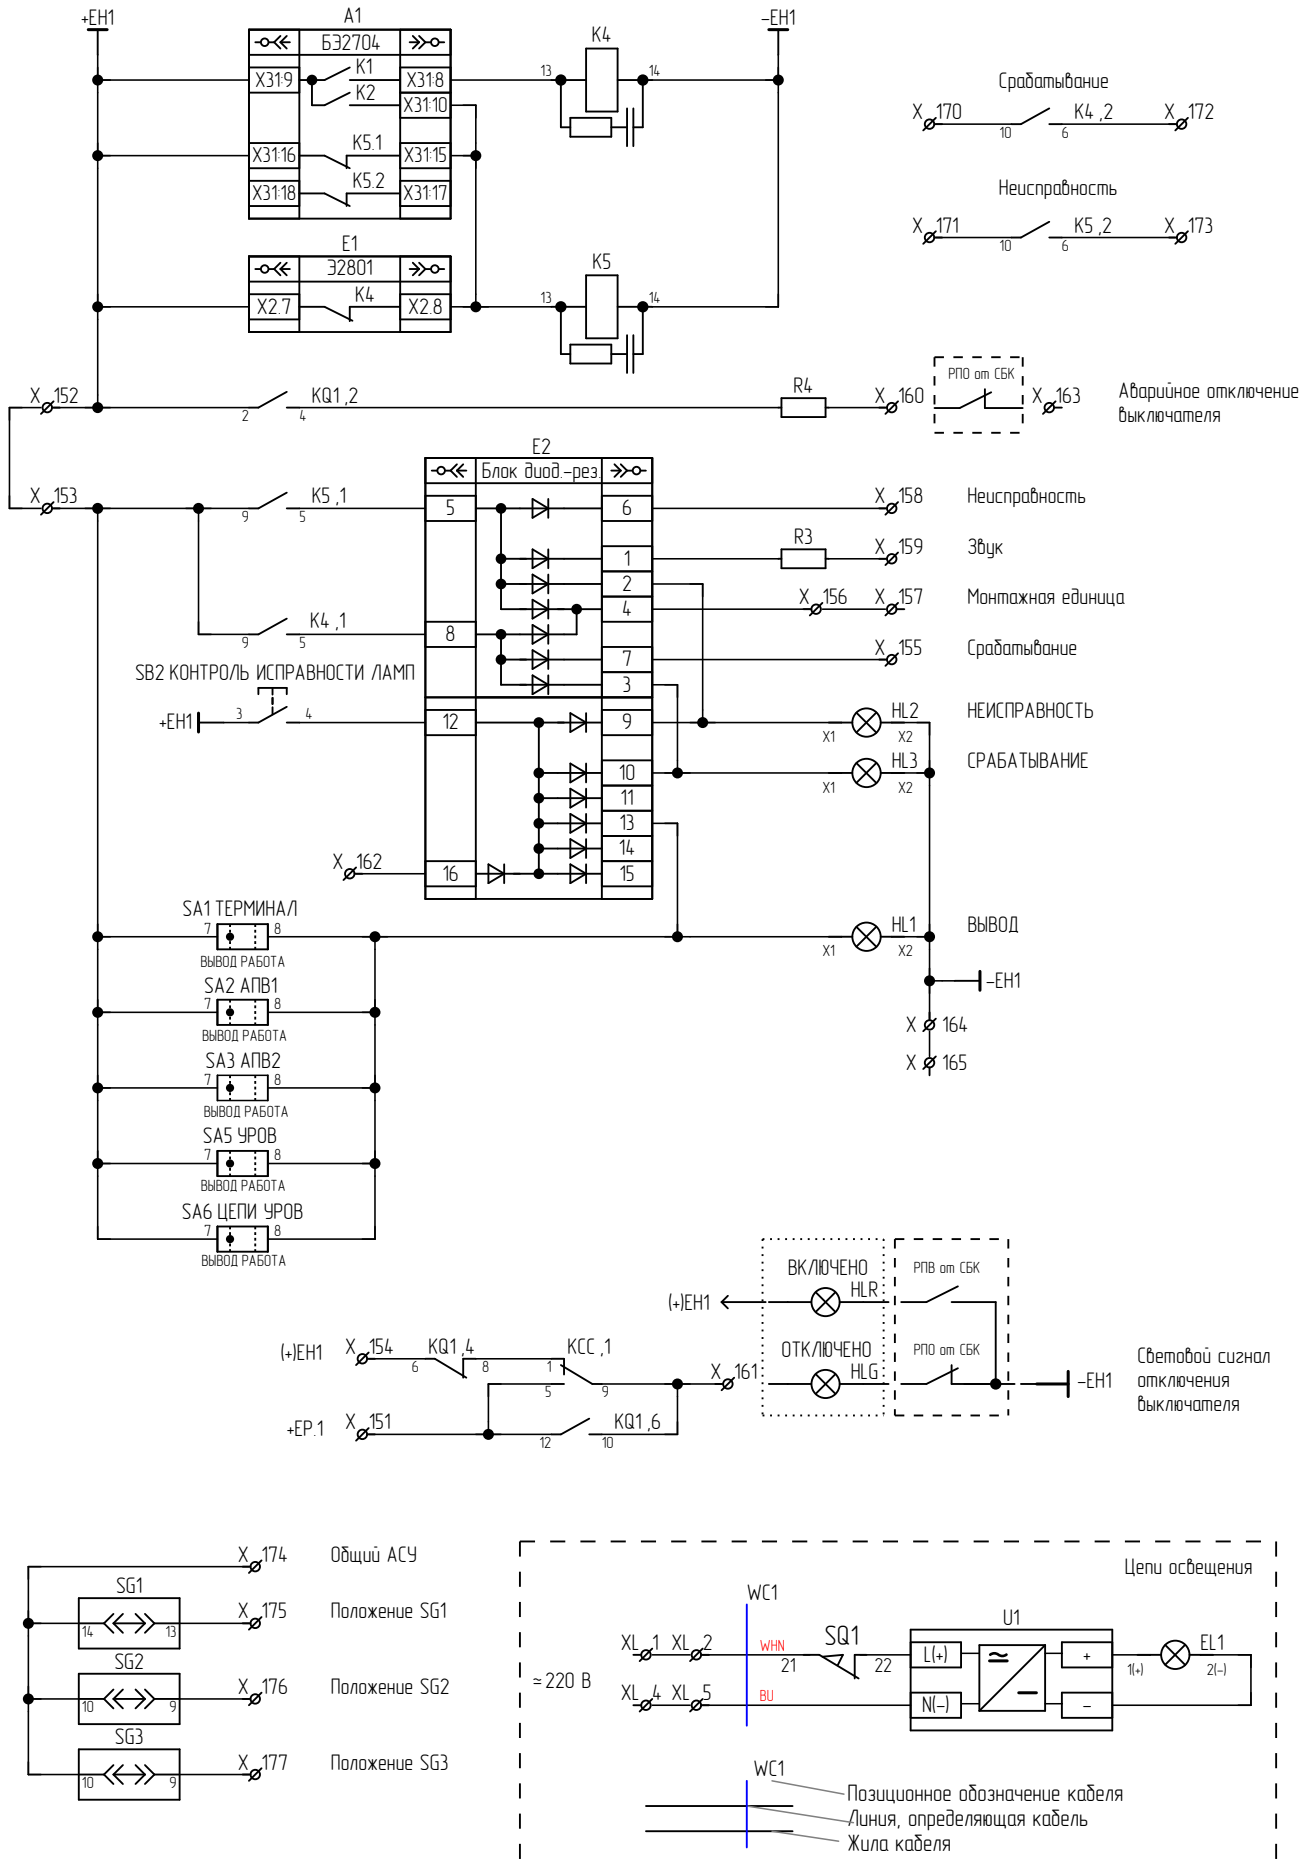 +EH1
A1
БЭ2704
X31:9
K1
X31:8
K2
X31:10
X31:16
K5.1
X31:15
X31:18
K5.2
X31:17
E1
Э2801
X2.7
K4
X2.8
K4
13
14
K5
13
14
-EH1
Срабатывание
X 170
10
K4 ,2
6
X 172
Неисправность
X 171
10
K5 ,2
6
X 173
X 152
2
KQ1 ,2
4
R4
X 160
РПО от СБК
X 163
Аварийное отключение
выключателя
X 153
9
K5 ,1
5
9
K4 ,1
5
E2
Блок диод.-рез.
5
6
1
2
4
8
7
3
12
9
10
11
13
14
16
15
X 158
Неисправность
R3
X 159
Звук
X 156
X 157
Монтажная единица
X 155
Срабатывание
SB2 КОНТРОЛЬ ИСПРАВНОСТИ ЛАМП
+EH1
3
4
X1
HL2
X2
НЕИСПРАВНОСТЬ
X1
HL3
X2
СРАБАТЫВАНИЕ
X 162
SA1 ТЕРМИНАЛ
7
8
ВЫВОД РАБОТА
X1
HL1
X2
ВЫВОД
-EH1
X 164
X 165
SA2 АПВ1
7
8
ВЫВОД РАБОТА
SA3 АПВ2
7
8
ВЫВОД РАБОТА
SA5 УРОВ
7
8
ВЫВОД РАБОТА
SA6 ЦЕПИ УРОВ
7
8
ВЫВОД РАБОТА
(+)EH1
ВКЛЮЧЕНО
HLR
РПВ от СБК
ОТКЛЮЧЕНО
HLG
РПО от СБК
-EH1
Световой сигнал
отключения
выключателя
(+)EH1
X 154
6
KQ1 ,4
8
1
KCC ,1
5
9
X 161
+EP.1
X 151
12
KQ1 ,6
10
X 174
Общий АСУ
SG1
14
13
X 175
Положение SG1
SG2
10
9
X 176
Положение SG2
SG3
10
9
X 177
Положение SG3
Цепи освещения
≃220 В
WC1
XL 1
XL 2
WHN
21
SQ1
22
XL 4
XL 5
BU
U1
L(+)
N(-)
≃
+
-
1(+)
EL1
2(-)
WC1
Позиционное обозначение кабеля
Линия, определяющая кабель
Жила кабеля